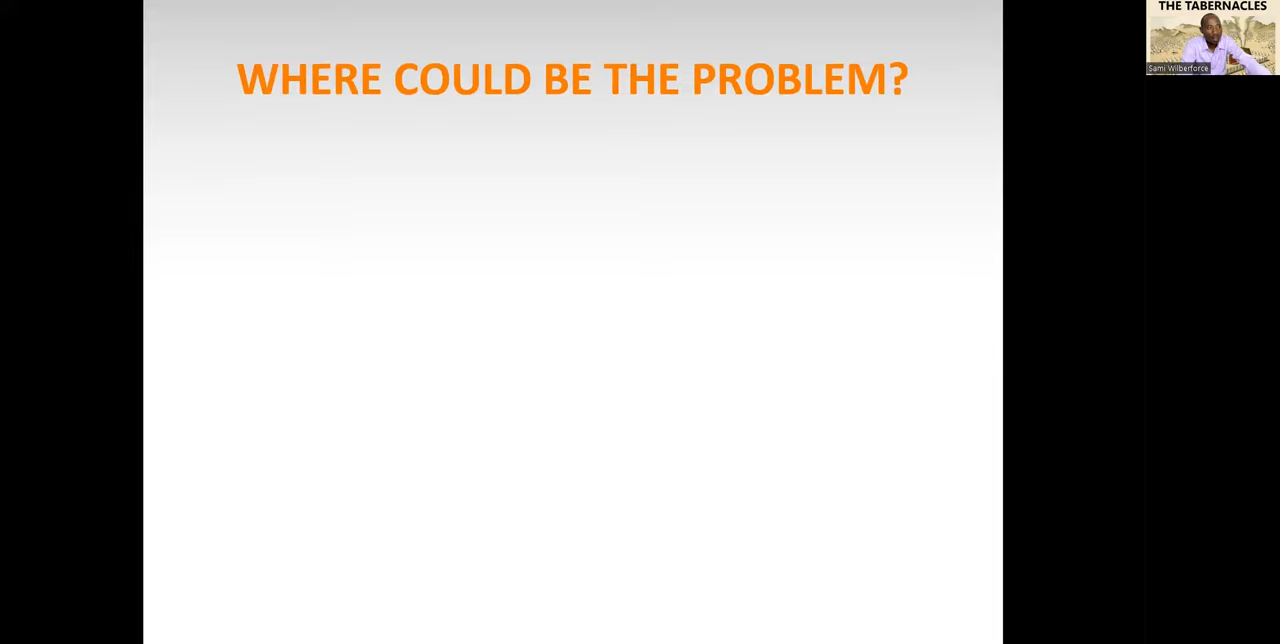 WHERE COULD BE THE PROBLEM?
THE TABERNACLES
Sami Wilberforce